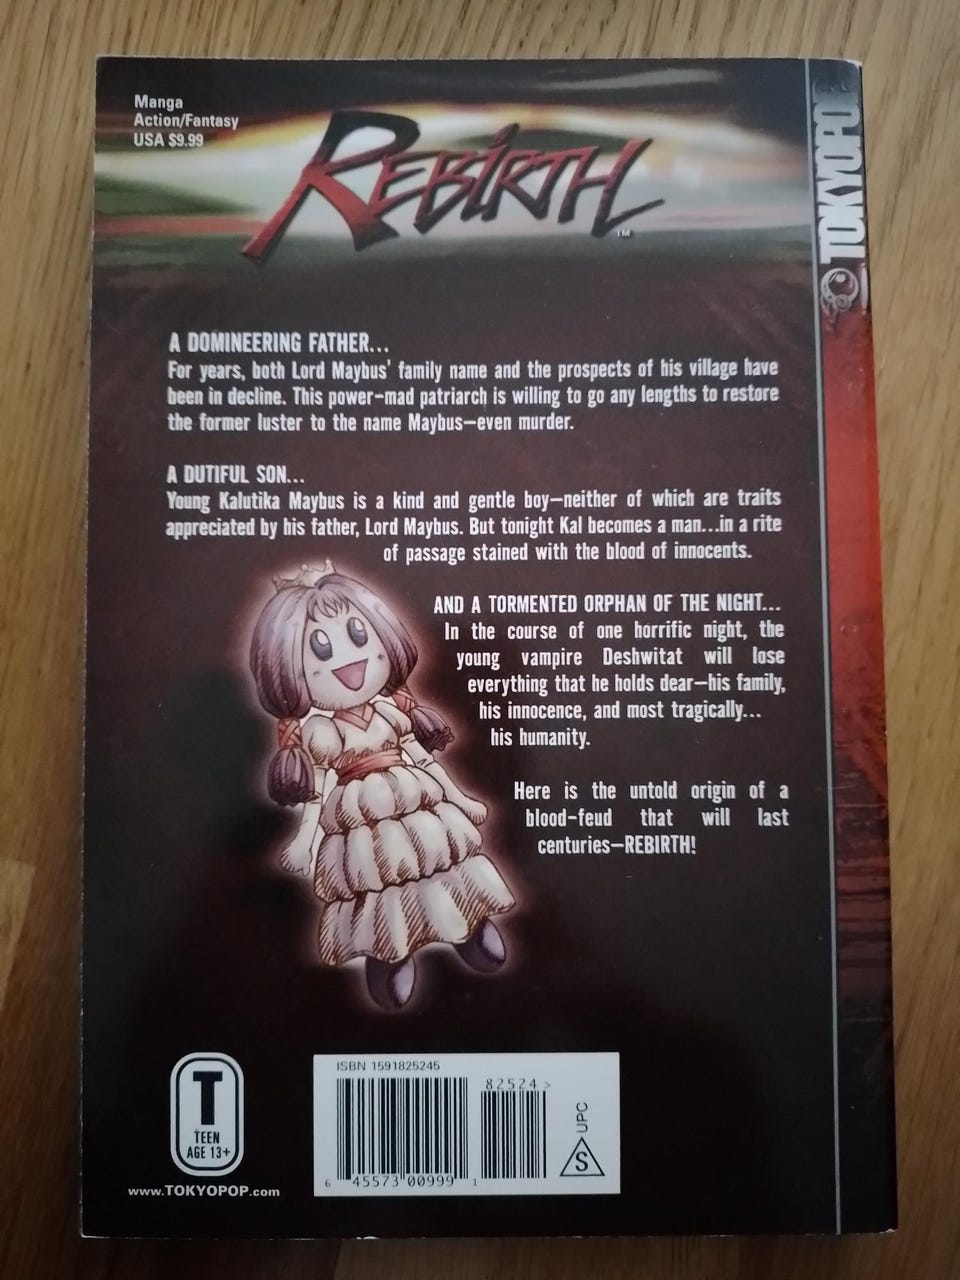 Manga
Action/Fantasy
USA $9.99
REBIRTH
TM
TOKYOPOP
A DOMINEERING FATHER...
For years, both Lord Maybus' family name and the prospects of his village have
been in decline. This power-mad patriarch is willing to go any lengths to restore
the former luster to the name Maybus—even murder.
A DUTIFUL SON...
Young Kalutika Maybus is a kind and gentle boy—neither of which are traits
appreciated by his father, Lord Maybus. But tonight Kal becomes a man...in a rite
of passage stained with the blood of innocents.
AND A TORMENTED ORPHAN OF THE NIGHT...
In the course of one horrific night, the
young vampire Deshwitat will lose
everything that he holds dear—his family,
his innocence, and most tragically...
his humanity.
Here is the untold origin of a
blood-feud that will last
centuries—REBIRTH!
T
TEEN
AGE 13+
www.TOKYOPOP.com
ISBN 1591825245
82524 >
6 45573 00999 1
UPC
S